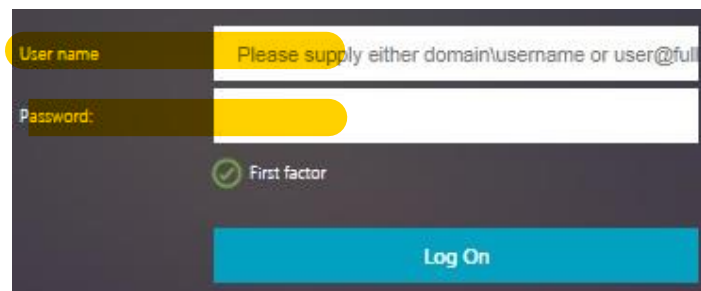 User name
Please supply either domain\username or user@full
Password:
First factor
Log On